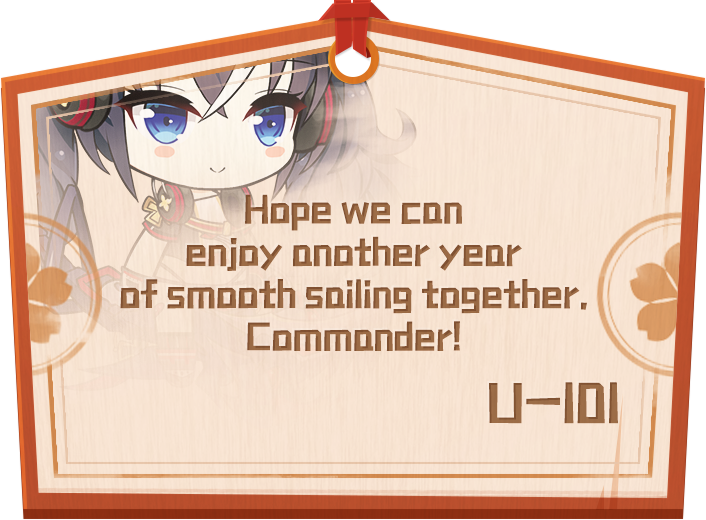 Hope we can
enjoy another year
of smooth sailing together.
Commander!
U-101